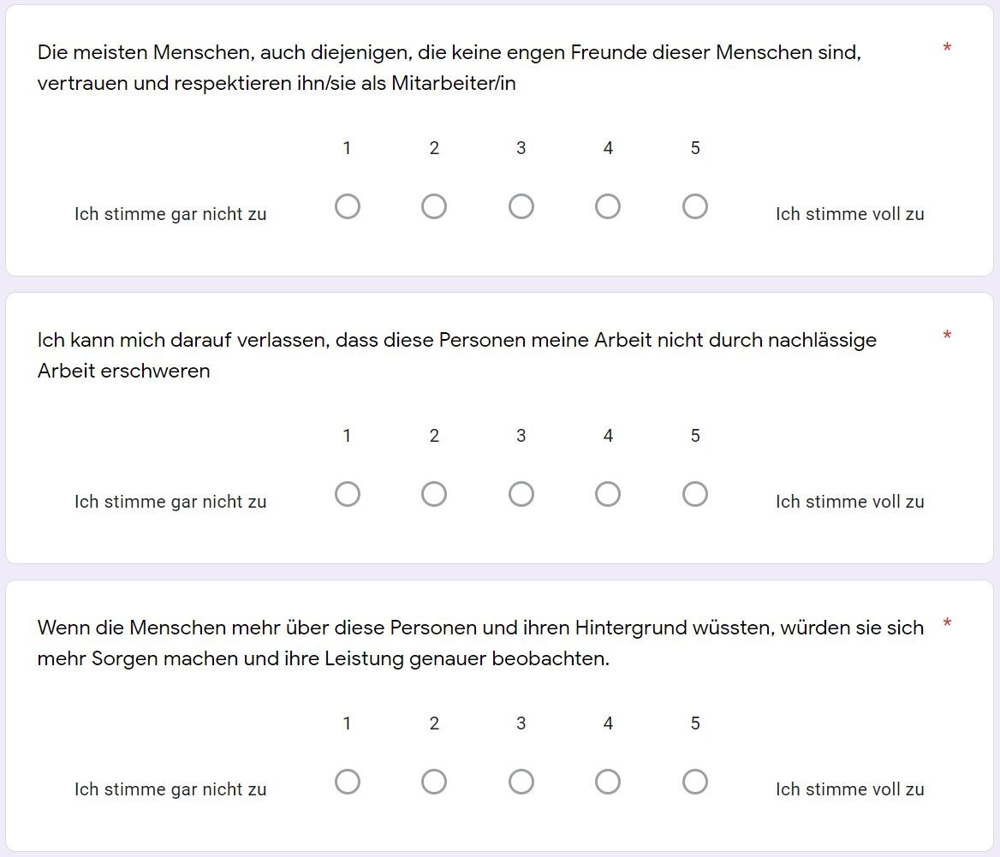 Die meisten Menschen, auch diejenigen, die keine engen Freunde dieser Menschen sind, *
vertrauen und respektieren ihn/sie als Mitarbeiter/in
1 2 3 4 5
Ich stimme gar nicht zu Ich stimme voll zu
Ich kann mich darauf verlassen, dass diese Personen meine Arbeit nicht durch nachlässige *
Arbeit erschweren
1 2 3 4 5
Ich stimme gar nicht zu Ich stimme voll zu
Wenn die Menschen mehr über diese Personen und ihren Hintergrund wüssten, würden sie sich *
mehr Sorgen machen und ihre Leistung genauer beobachten.
1 2 3 4 5
Ich stimme gar nicht zu Ich stimme voll zu